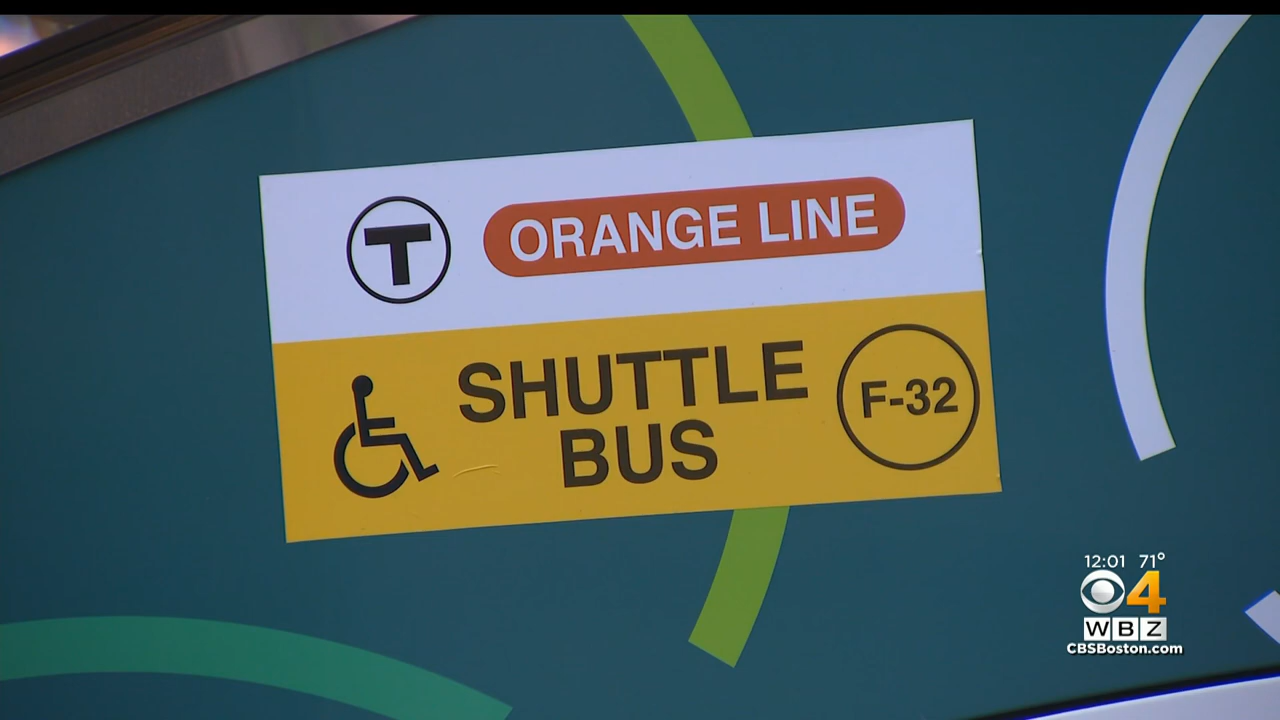 T ORANGE LINE
SHUTTLE
BUS
F-32
12:01 71°
4
WBZ
CBSBoston.com